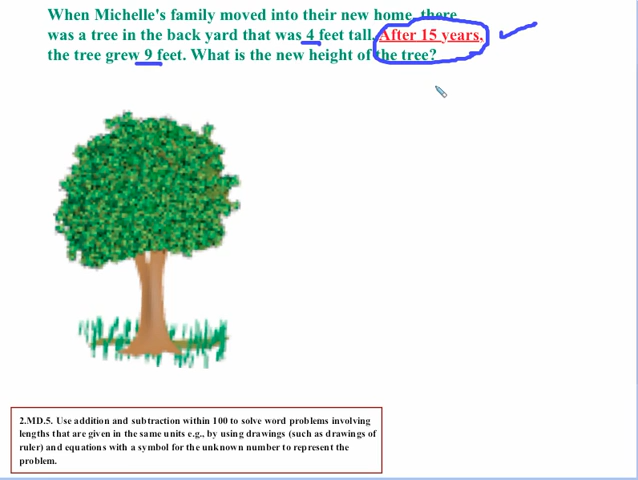 When Michelle's family moved into their new home, there
was a tree in the back yard that was 4 feet tall. After 15 years,
the tree grew 9 feet. What is the new height of the tree?
2.MD.5. Use addition and subtraction within 100 to solve word problems involving
lengths that are given in the same units e.g., by using drawings (such as drawings of
ruler) and equations with a symbol for the unknown number to represent the
problem.